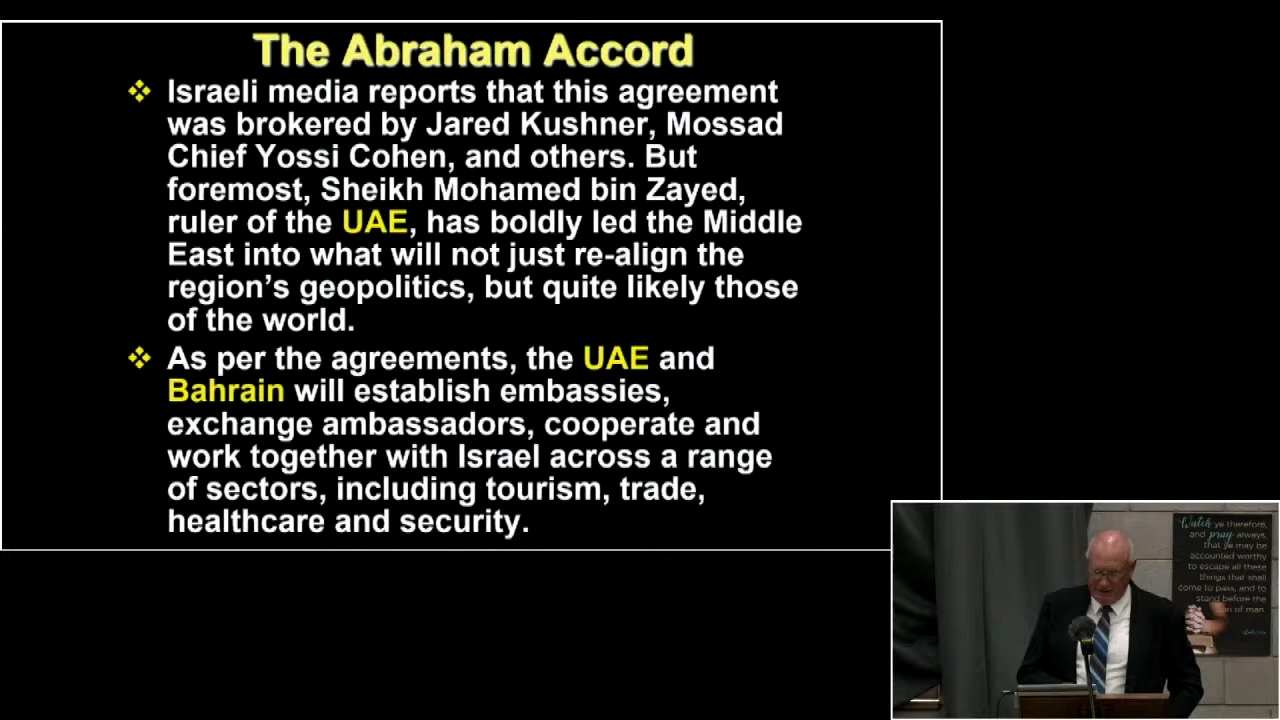 The Abraham Accord
❖ Israeli media reports that this agreement
was brokered by Jared Kushner, Mossad
Chief Yossi Cohen, and others. But
foremost, Sheikh Mohamed bin Zayed,
ruler of the UAE, has boldly led the Middle
East into what will not just re-align the
region’s geopolitics, but quite likely those
of the world.
❖ As per the agreements, the UAE and
Bahrain will establish embassies,
exchange ambassadors, cooperate and
work together with Israel across a range
of sectors, including tourism, trade,
healthcare and security.
Watch ye therefore,
and pray always,
that ye may be
accounted worthy
to escape all these
things that shall
come to pass, and to
stand before the
of man.